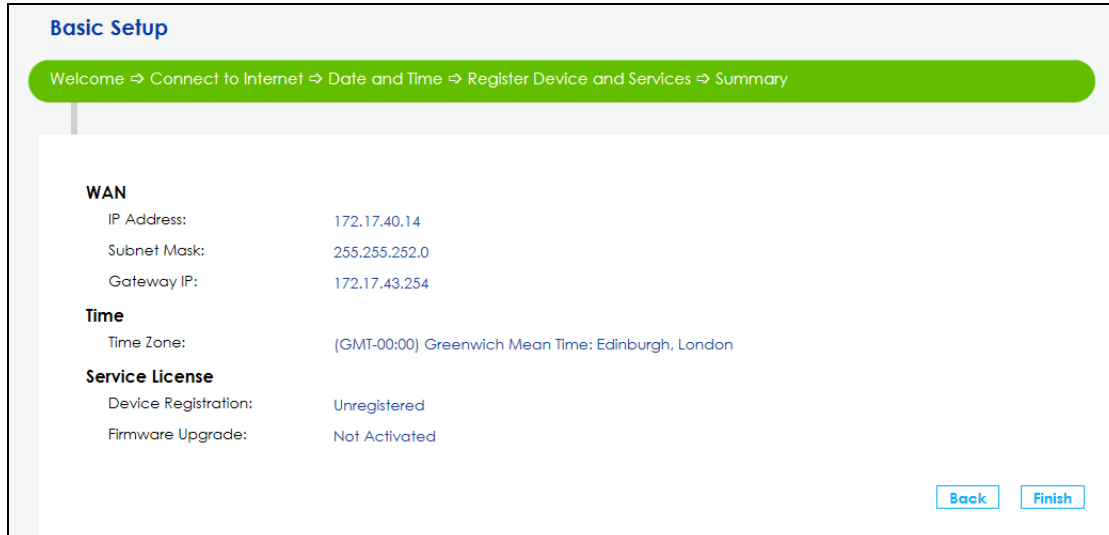 Basic Setup
Welcome ⇨ Connect to Internet ⇨ Date and Time ⇨ Register Device and Services ⇨ Summary
WAN
IP Address: 172.17.40.14
Subnet Mask: 255.255.252.0
Gateway IP: 172.17.43.254
Time
Time Zone: (GMT-00:00) Greenwich Mean Time: Edinburgh, London
Service License
Device Registration: Unregistered
Firmware Upgrade: Not Activated
Back Finish